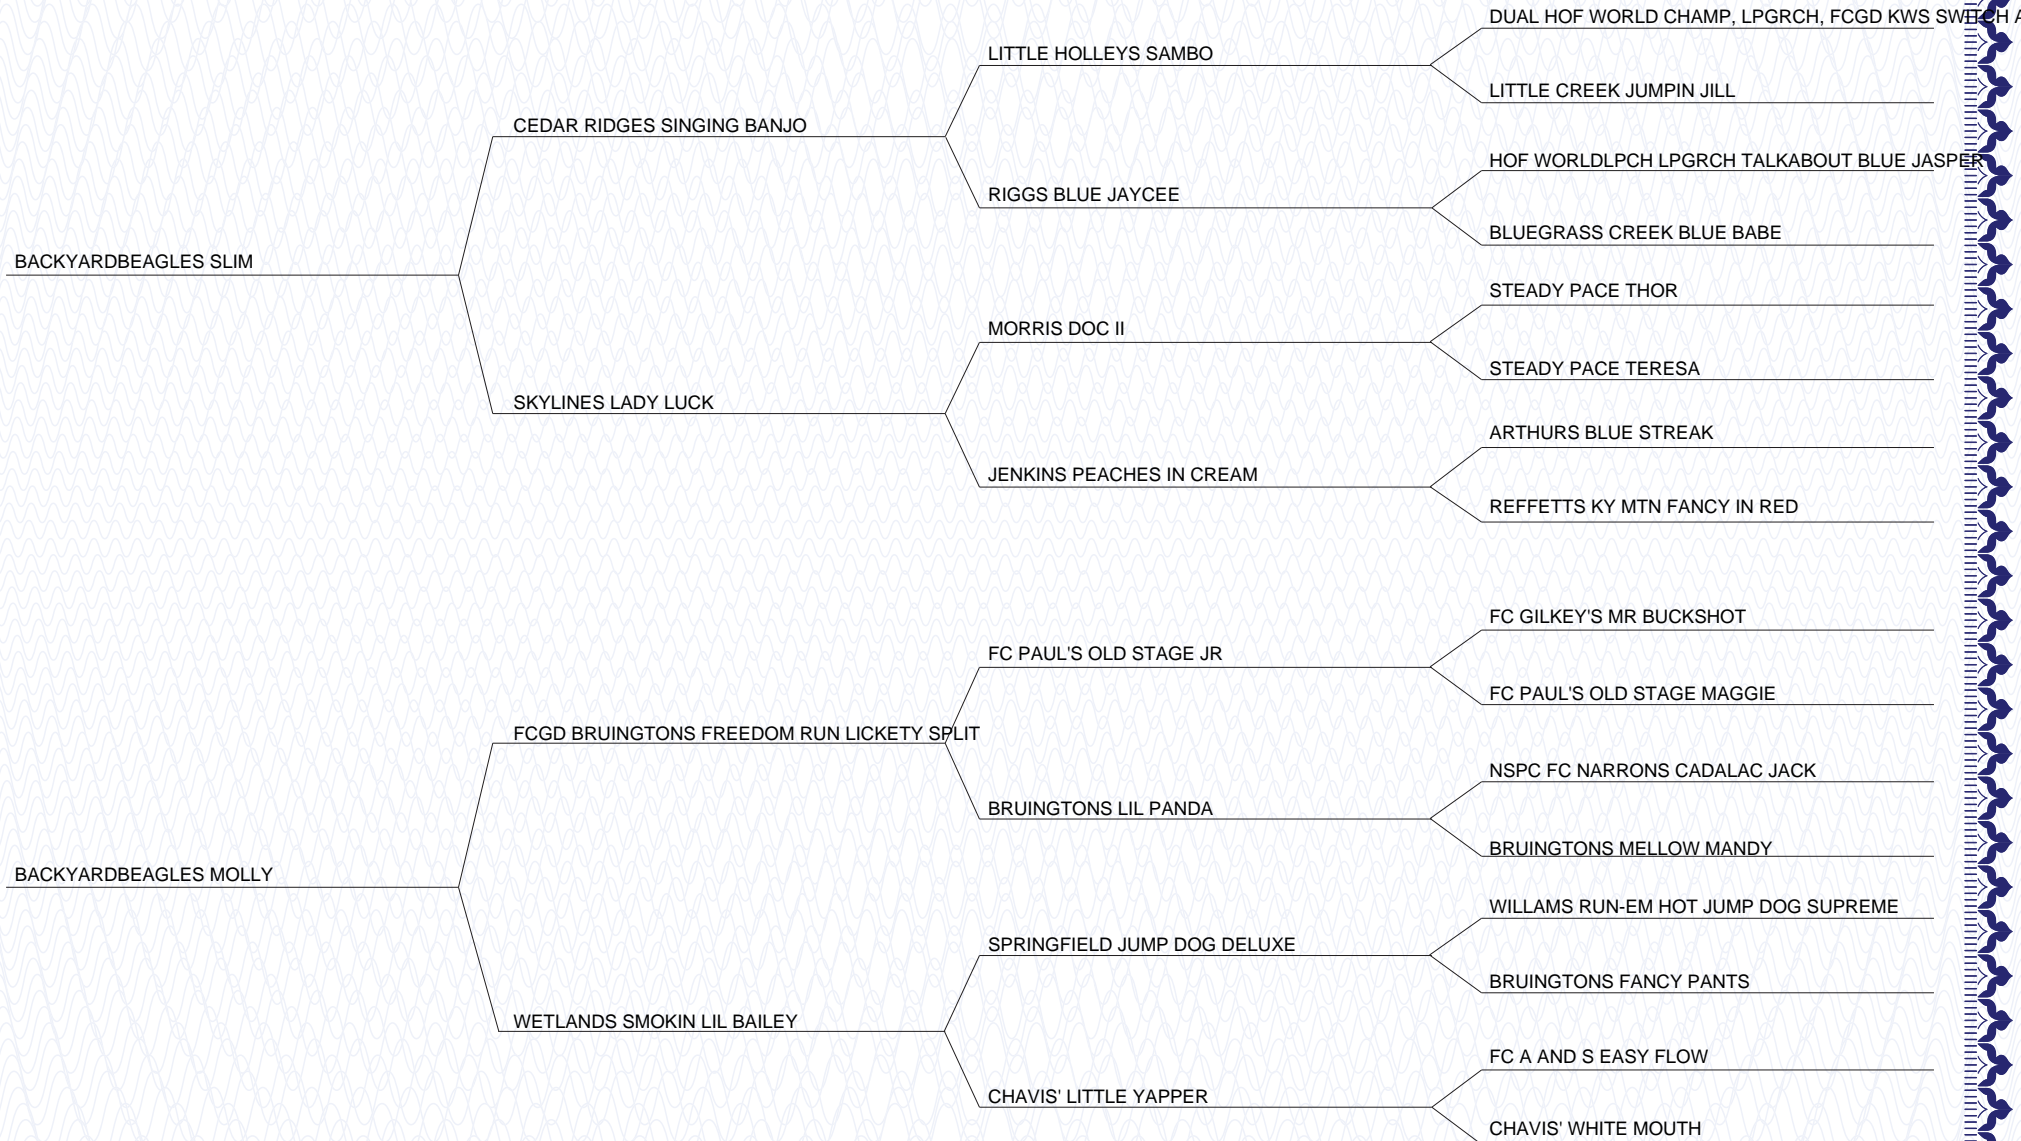 DUAL HOF WORLD CHAMP, LPGRCH, FCGD KWS SWITCH A
LITTLE HOLLEYS SAMBO
LITTLE CREEK JUMPIN JILL
CEDAR RIDGES SINGING BANJO
HOF WORLDLPCH LPGRCH TALKABOUT BLUE JASPER
RIGGS BLUE JAYCEE
BLUEGRASS CREEK BLUE BABE
BACKYARDBEAGLES SLIM
STEADY PACE THOR
MORRIS DOC II
STEADY PACE TERESA
SKYLINES LADY LUCK
ARTHURS BLUE STREAK
JENKINS PEACHES IN CREAM
REFFETTS KY MTN FANCY IN RED
FC GILKEY'S MR BUCKSHOT
FC PAUL'S OLD STAGE JR
FC PAUL'S OLD STAGE MAGGIE
FCGD BRUINGTONS FREEDOM RUN LICKETY SPLIT
NSPC FC NARRONS CADALAC JACK
BRUINGTONS LIL PANDA
BRUINGTONS MELLOW MANDY
BACKYARDBEAGLES MOLLY
WILLAMS RUN-EM HOT JUMP DOG SUPREME
SPRINGFIELD JUMP DOG DELUXE
BRUINGTONS FANCY PANTS
WETLANDS SMOKIN LIL BAILEY
FC A AND S EASY FLOW
CHAVIS' LITTLE YAPPER
CHAVIS' WHITE MOUTH